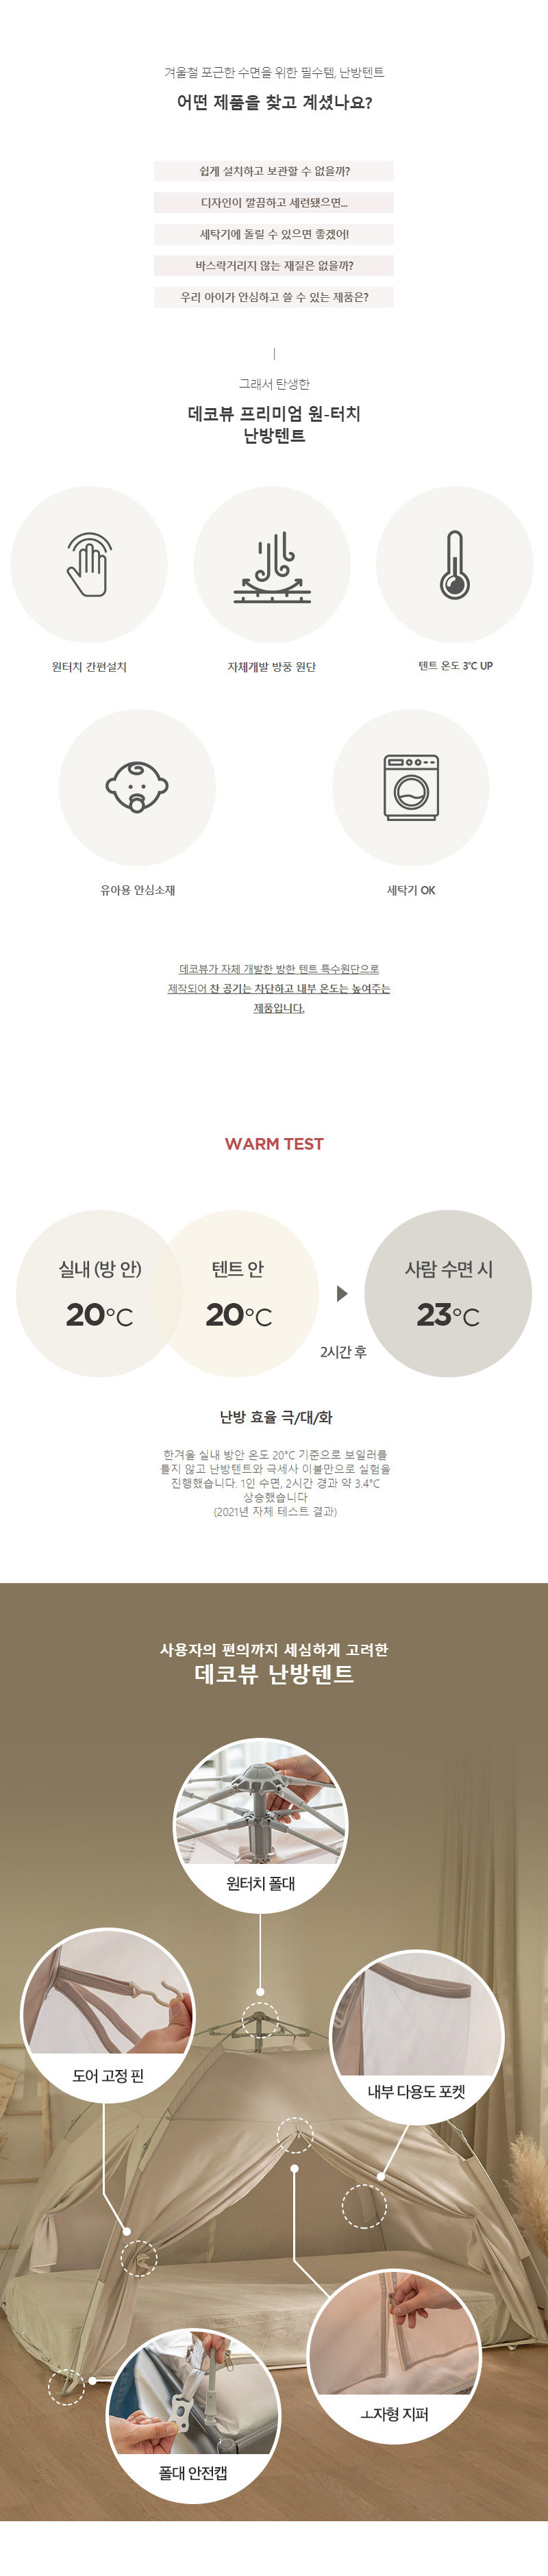 겨울철 포근한 수면을 위한 필수템, 난방텐트
어떤 제품을 찾고 계셨나요?
쉽게 설치하고 보관할 수 없을까?
디자인이 깔끔하고 세련됐으면...
세탁기에 돌릴 수 있으면 좋겠어!
바스락거리지 않는 재질은 없을까?
우리 아이가 안심하고 쓸 수 있는 제품은?
그래서 탄생한
데코뷰 프리미엄 원-터치
난방텐트
원터치 간편설치
자체개발 방풍 원단
텐트 온도 3°C UP
유아용 안심소재
세탁기 OK
데코뷰가 자체 개발한 방한 텐트 특수원단으로
제작되어 찬 공기는 차단하고 내부 온도는 높여주는
제품입니다.
WARM TEST
실내 (방 안)
20°C
텐트 안
20°C
2시간 후
사람 수면 시
23°C
난방 효율 극/대/화
한겨울 실내 방안 온도 20°C 기준으로 보일러를
틀지 않고 난방텐트와 극세사 이불만으로 실험을
진행했습니다. 1인 수면, 2시간 경과 약 3.4°C
상승했습니다
(2021년 자체 테스트 결과)
사용자의 편의까지 세심하게 고려한
데코뷰 난방텐트
원터치 폴대
도어 고정 핀
내부 다용도 포켓
ㅗ자형 지퍼
폴대 안전캡